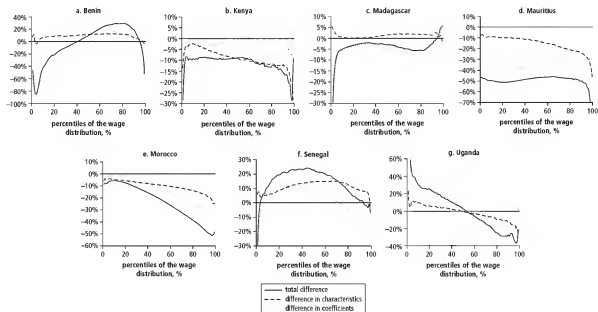 a. Benin
40%
20%
0%
−20%
−40%
−60%
−80%
−100%
0 20 40 60 80 100
percentiles of the wage
distribution, %
b. Kenya
10%
5%
0%
−5%
−10%
−15%
−20%
−25%
−30%
0 20 40 60 80 100
percentiles of the wage
distribution, %
c. Madagascar
10%
5%
0%
−5%
−10%
−15%
−20%
−25%
−30%
0 20 40 60 80 100
percentiles of the wage
distribution, %
d. Mauritius
10%
0%
−10%
−20%
−30%
−40%
−50%
−60%
−70%
0 20 40 60 80 100
percentiles of the wage
distribution, %
e. Morocco
10%
0%
−10%
−20%
−30%
−40%
−50%
−60%
0 20 40 60 80 100
percentiles of the wage
distribution, %
f. Senegal
30%
20%
10%
0%
−10%
−20%
−30%
0 20 40 60 80 100
percentiles of the wage
distribution, %
g. Uganda
60%
40%
20%
0%
−20%
−40%
0 20 40 60 80 100
percentiles of the wage
distribution, %
total difference
difference in characteristics
difference in coefficients